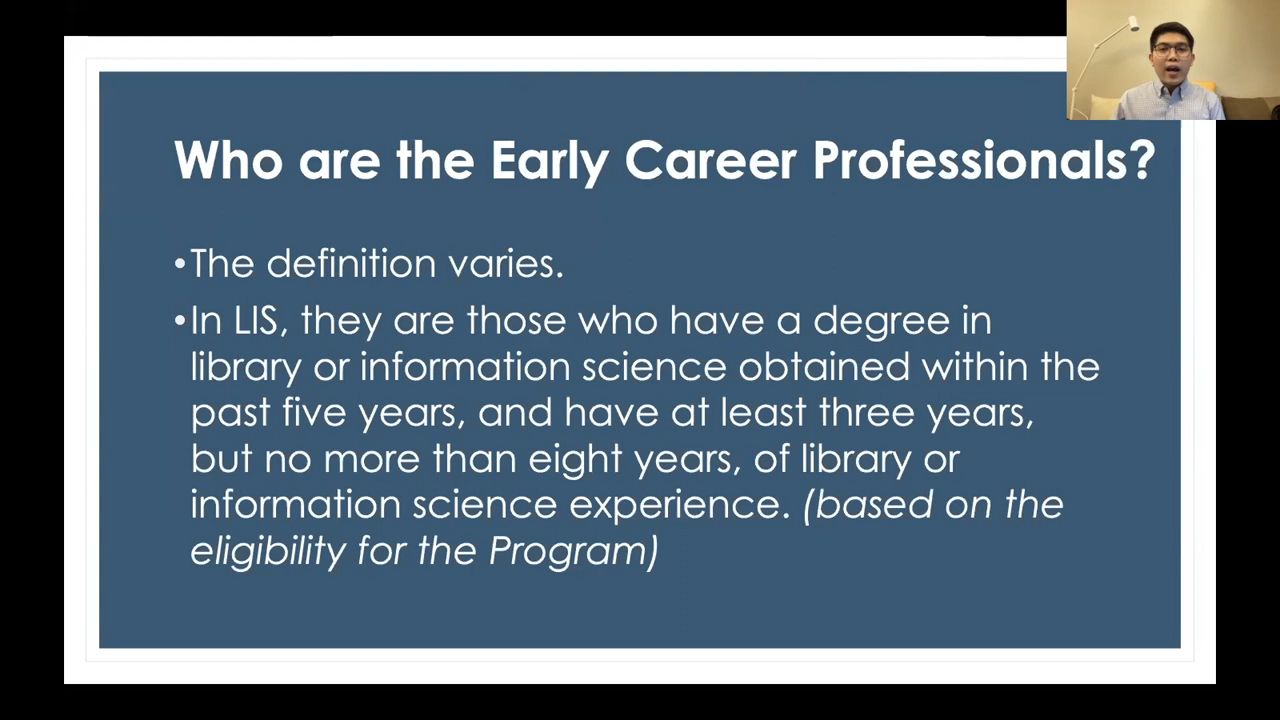 Who are the Early Career Professionals?
•The definition varies.
•In LIS, they are those who have a degree in
library or information science obtained within the
past five years, and have at least three years,
but no more than eight years, of library or
information science experience. (based on the
eligibility for the Program)